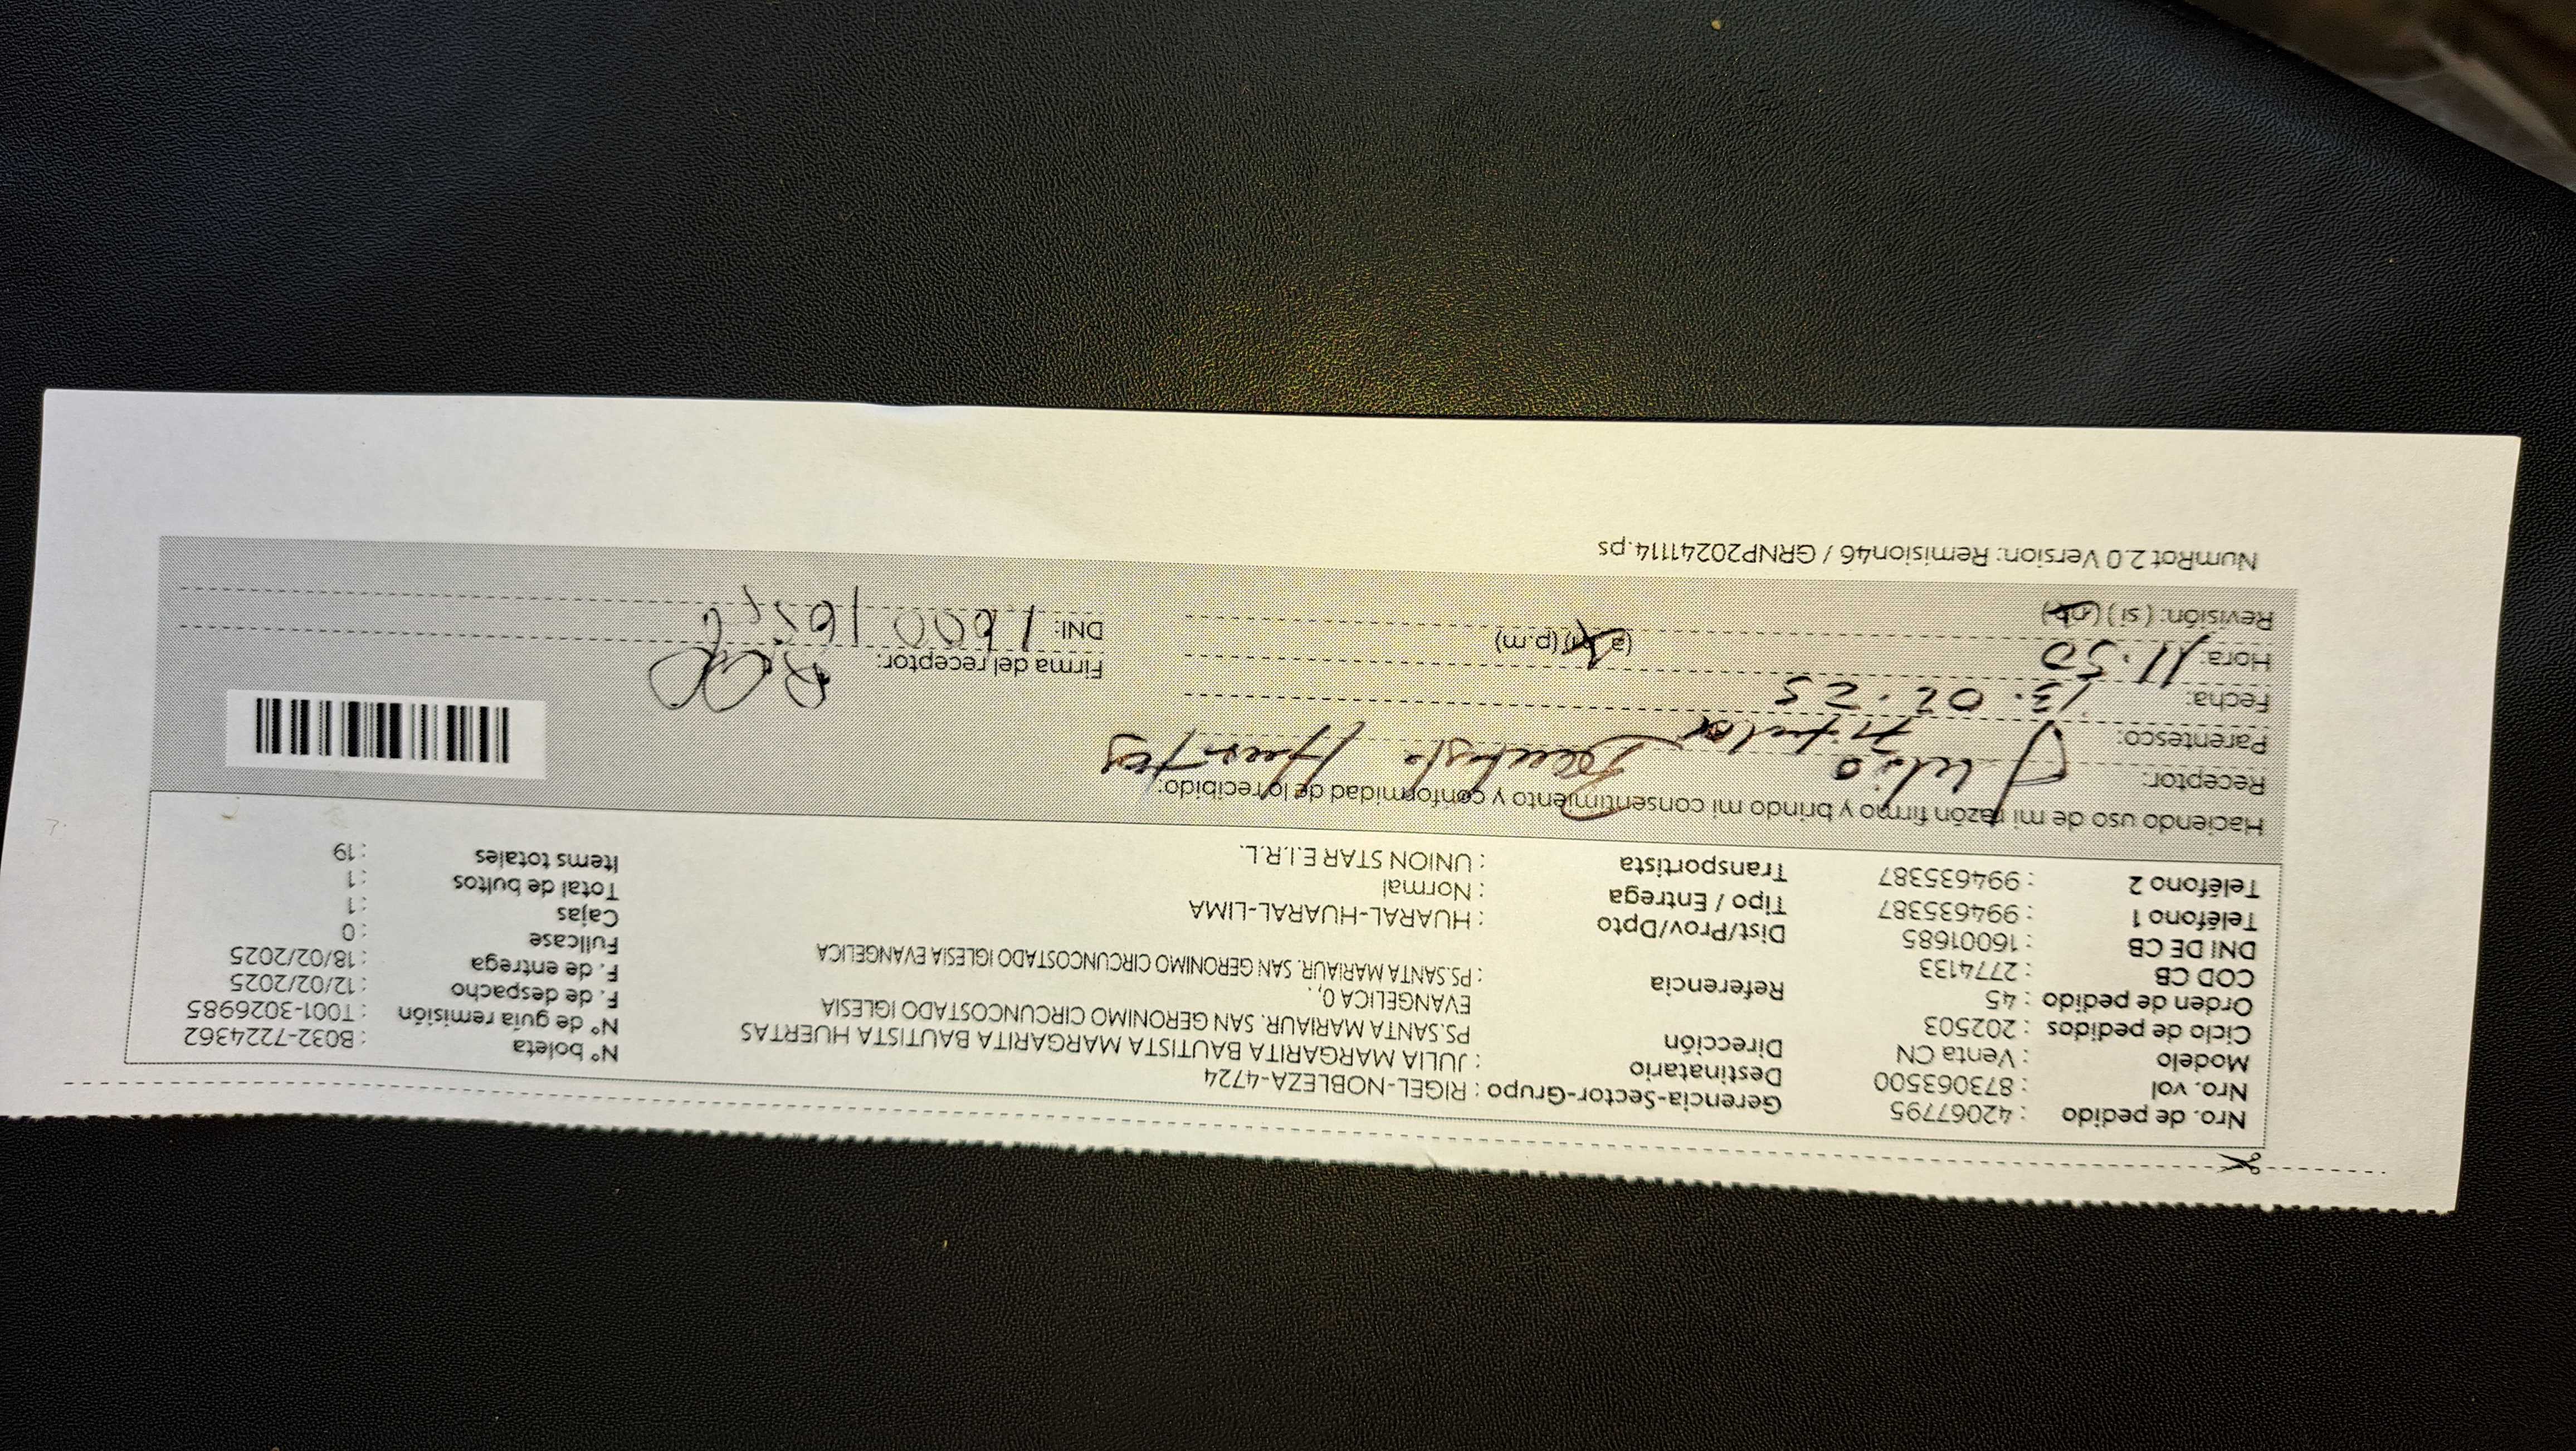 Nro. de pedido : 42067795
Nro. vol : 873063500
Modelo : Venta CN
Ciclo de pedidos : 202503
Orden de pedido : 45
COD CB : 2774133
DNI DE CB : 16001685
Teléfono 1 : 994635387
Teléfono 2 : 994635387
Gerencia-Sector-Grupo : RIGEL-NOBLEZA-4724
Destinatario : JULIA MARGARITA BAUTISTA MARGARITA BAUTISTA HUERTAS
Dirección PS.SANTA MARIAUR. SAN GERONIMO CIRCUNCOSTADO IGLESIA
EVANGELICA 0, .
Referencia : PS.SANTA MARIAUR. SAN GERONIMO CIRCUNCOSTADO IGLESIA EVANGELICA
Dist/Prov/Dpto : HUARAL-HUARAL-LIMA
Tipo / Entrega : Normal
Transportista : UNION STAR E.I.R.L.
N° boleta : B032-7224362
N° de guía remisión : T001-3026985
F. de despacho : 12/02/2025
F. de entrega : 18/02/2025
Fullcase : 0
Cajas : 1
Total de bultos : 1
Items totales : 19
Haciendo uso de mi razón firmo y brindo mi consentimiento y conformidad de lo recibido:
Receptor: Julia Bautista Huertas
Parentesco: titular
Fecha: 13.02.25
Hora: 11.50 (a.m) (p.m)
Revisión: (si) (no)
Firma del receptor:
DNI:
NumRot 2.0 Version: Remision46 / GRNP20241114.ps